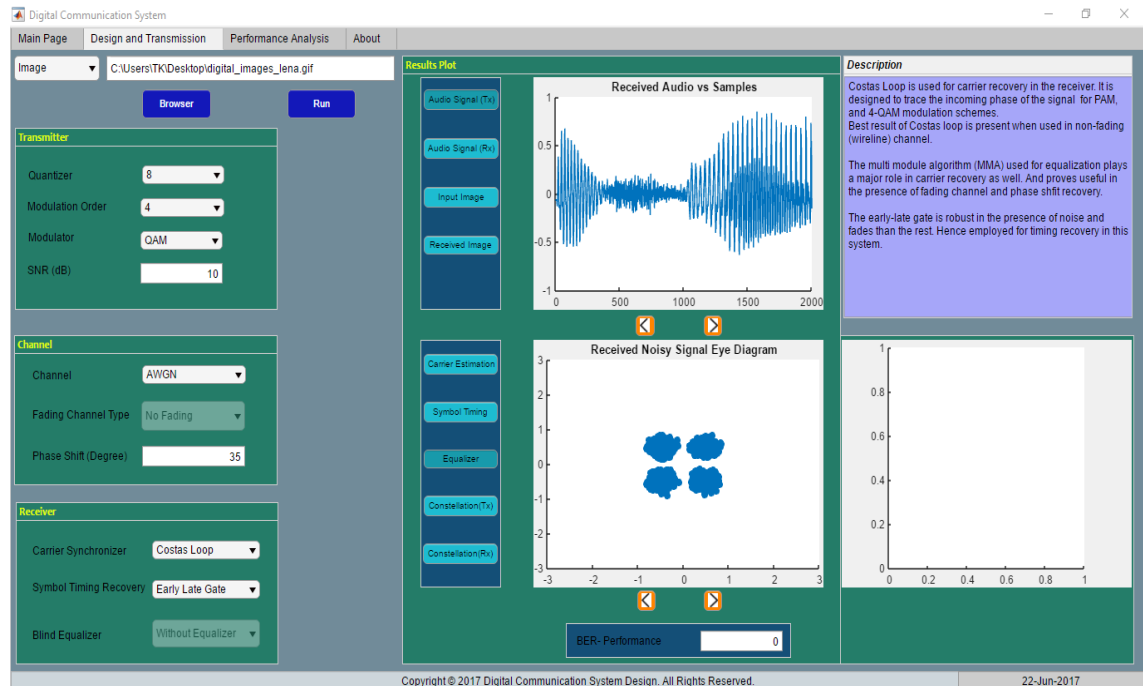 Digital Communication System
Main Page Design and Transmission Performance Analysis About
Image C:\Users\TK\Desktop\digital_images_lena.gif
Browser Run
Transmitter
Quantizer 8
Modulation Order 4
Modulator QAM
SNR (dB) 10
Channel
Channel AWGN
Fading Channel Type No Fading
Phase Shift (Degree) 35
Receiver
Carrier Synchronizer Costas Loop
Symbol Timing Recovery Early Late Gate
Blind Equalizer Without Equalizer
Results Plot
Audio Signal (Tx)
Audio Signal (Rx)
Input Image
Received Image
Received Audio vs Samples
1
0.5
0
-0.5
-1
0 500 1000 1500 2000
Carrier Estimation
Symbol Timing
Equalizer
Constellation(Tx)
Constellation(Rx)
Received Noisy Signal Eye Diagram
3
2
1
0
-1
-2
-3
-3 -2 -1 0 1 2 3
BER- Performance 0
Description
Costas Loop is used for carrier recovery in the receiver. It is
designed to trace the incoming phase of the signal for PAM,
and 4-QAM modulation schemes.
Best result of Costas loop is present when used in non-fading
(wireline) channel.
The multi module algorithm (MMA) used for equalization plays
a major role in carrier recovery as well. And proves useful in
the presence of fading channel and phase shfit recovery.
The early-late gate is robust in the presence of noise and
fades than the rest. Hence employed for timing recovery in this
system.
1
0.8
0.6
0.4
0.2
0
0 0.2 0.4 0.6 0.8 1
Copyright © 2017 Digital Communication System Design. All Rights Reserved. 22-Jun-2017